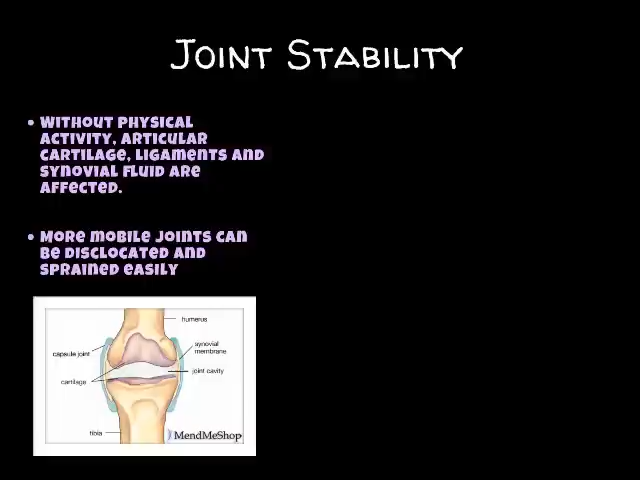 Joint Stability
• Without physical
activity, articular
cartilage, ligaments and
synovial fluid are
affected.
• More mobile joints can
be disclocated and
sprained easily
humerus
capsule joint
synovial
membrane
joint cavity
cartilage
tibia
MendMeShop